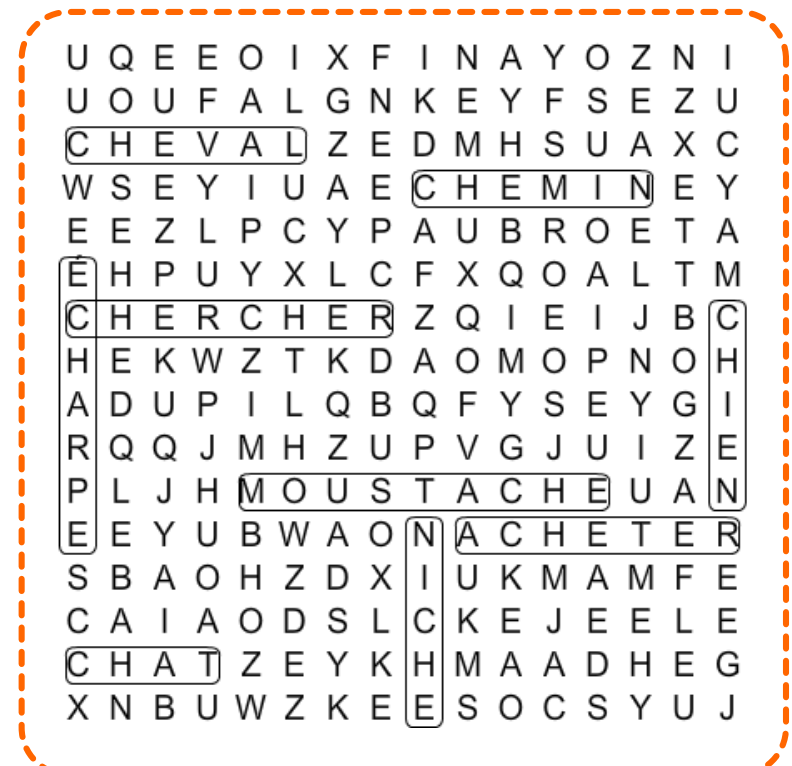 U Q E E O I X F I N A Y O Z N I
U O U F A L G N K E Y F S E Z U
C H E V A L Z E D M H S U A X C
W S E Y I U A E C H E M I N E Y
E E Z L P C Y P A U B R O E T A
É H P U Y X L C F X Q O A L T M
C H E R C H E R Z Q I E I J B C
H E K W Z T K D A O M O P N O H
A D U P I L Q B Q F Y S E Y G I
R Q Q J M H Z U P V G J U I Z E
P L J H M O U S T A C H E U A N
E E Y U B W A O N A C H E T E R
S B A O H Z D X I U K M A M F E
C A I A O D S L C K E J E E L E
C H A T Z E Y K H M A A D H E G
X N B U W Z K E E S O C S Y U J